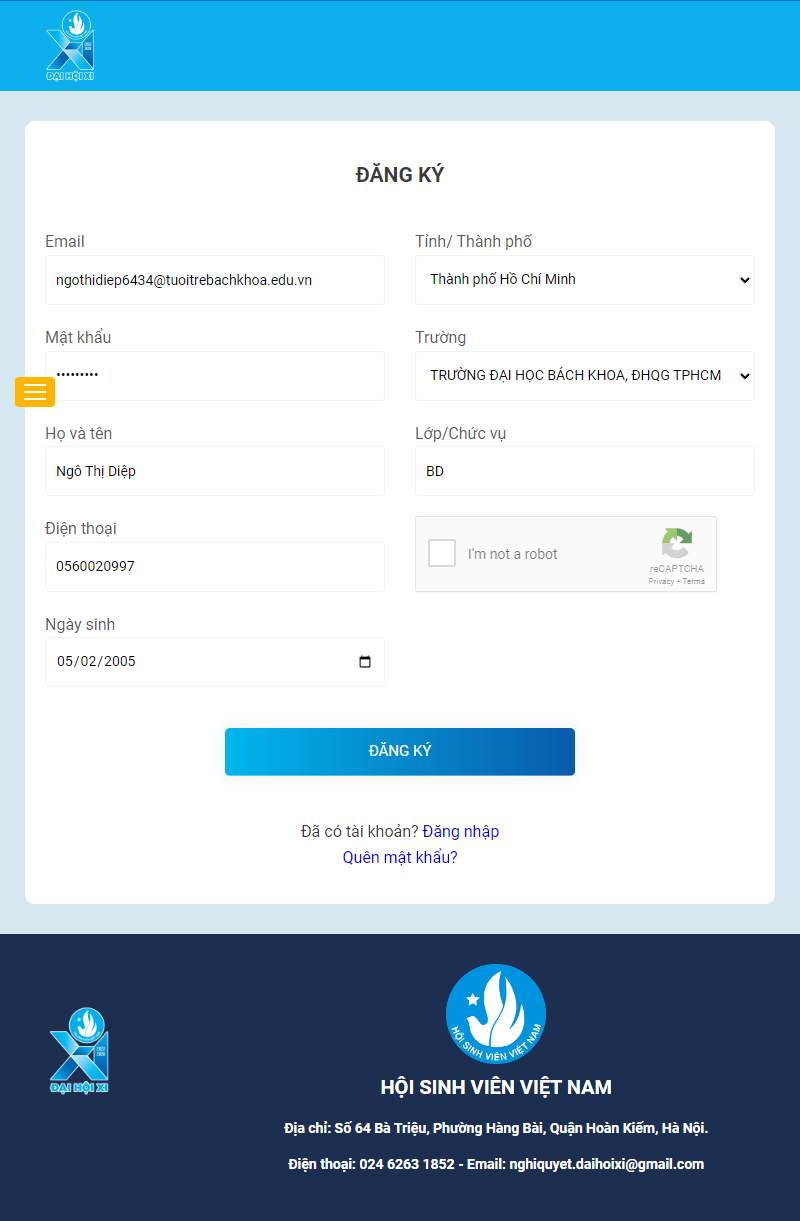 ĐẠI HỘI XI
ĐĂNG KÝ
Email
ngothidiep6434@tuoitrebachkhoa.edu.vn
Mật khẩu
•••••••••
Họ và tên
Ngô Thị Diệp
Điện thoại
0560020997
Ngày sinh
05/02/2005
Tỉnh/ Thành phố
Thành phố Hồ Chí Minh
Trường
TRƯỜNG ĐẠI HỌC BÁCH KHOA, ĐHQG TPHCM
Lớp/Chức vụ
BD
I'm not a robot
reCAPTCHA
Privacy - Terms
ĐĂNG KÝ
Đã có tài khoản? Đăng nhập
Quên mật khẩu?
ĐẠI HỘI XI
HỘI SINH VIÊN VIỆT NAM
HỘI SINH VIÊN VIỆT NAM
Địa chỉ: Số 64 Bà Triệu, Phường Hàng Bài, Quận Hoàn Kiếm, Hà Nội.
Điện thoại: 024 6263 1852 - Email: nghiquyet.daihoixi@gmail.com